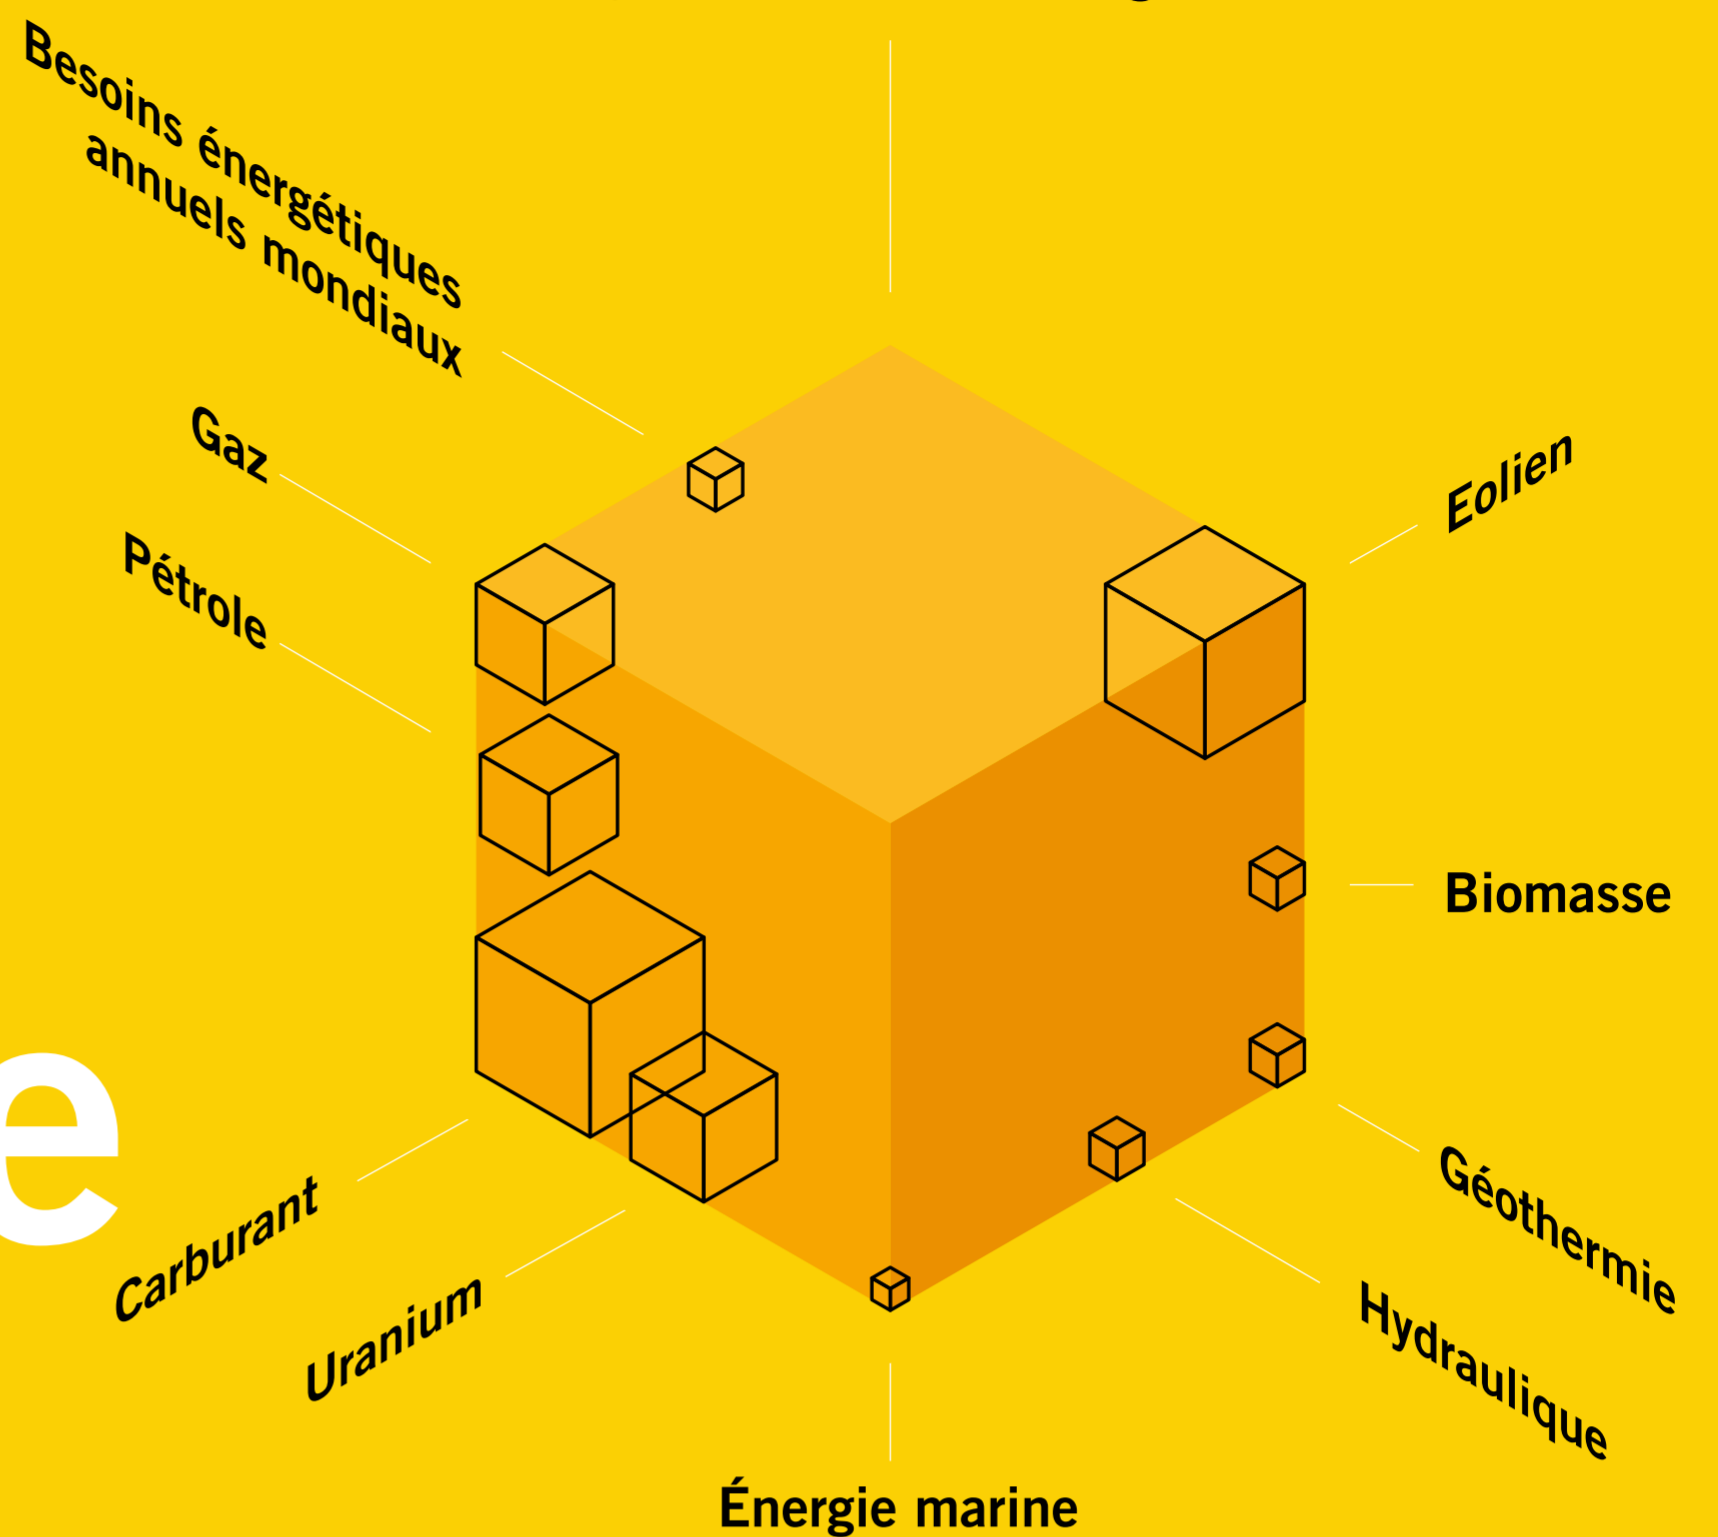 Besoins énergétiques
annuels mondiaux
Gaz
Pétrole
Eolien
Biomasse
e
Carburant
Uranium
Géothermie
Hydraulique
Énergie marine